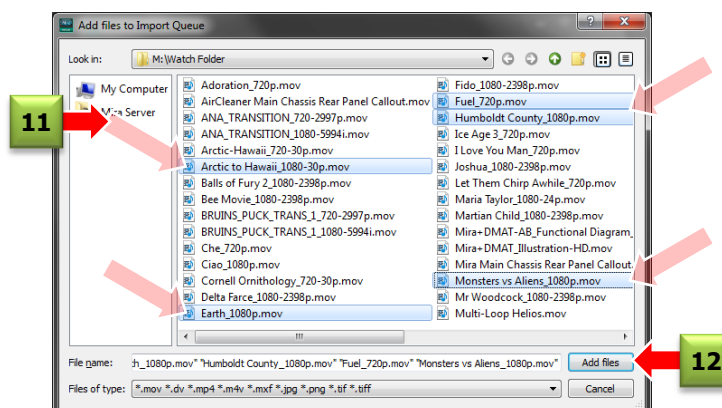 Add files to Import Queue
Look in: M:\Watch Folder
My Computer
Mira Server
11
Adoration_720p.mov
AirCleaner Main Chassis Rear Panel Callout.mov
ANA_TRANSITION_720-2997p.mov
ANA_TRANSITION_1080-5994i.mov
Arctic-Hawaii_720-30p.mov
Arctic to Hawaii_1080-30p.mov
Balls of Fury 2_1080-2398p.mov
Bee Movie_1080-2398p.mov
BRUINS_PUCK_TRANS_1_720-2997p.mov
BRUINS_PUCK_TRANS_1_1080-5994i.mov
Che_720p.mov
Ciao_1080p.mov
Cornell Ornithology_720-30p.mov
Delta Farce_1080-2398p.mov
Earth_1080p.mov
Fido_1080-2398p.mov
Fuel_720p.mov
Humboldt County_1080p.mov
Ice Age 3_720p.mov
I Love You Man_720p.mov
Joshua_1080-2398p.mov
Let Them Chirp Awhile_720p.mov
Maria Taylor_1080-24p.mov
Martian Child_1080-2398p.mov
Mira+DMAT-AB_Functional Diagram_
Mira+DMAT_Illustration-HD.mov
Mira Main Chassis Rear Panel Callout.
Monsters vs Aliens_1080p.mov
Mr Woodcock_1080-2398p.mov
Multi-Loop Helios.mov
File name: h_1080p.mov" "Humboldt County_1080p.mov" "Fuel_720p.mov" "Monsters vs Aliens_1080p.mov" Add files
12
Files of type: *.mov *.dv *.mp4 *.m4v *.mxf *.jpg *.png *.tif *.tiff Cancel